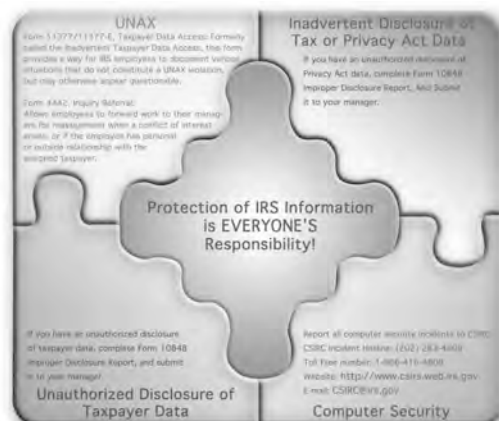 UNAX
Form 11377/11377-E, Taxpayer Data Access: Formerly
called the Inadvertent Taxpayer Data Access, this form
provides a way for IRS employees to document various
situations that do not constitute a UNAX violation,
but may otherwise appear questionable.
Form 4442, Inquiry Referral:
Allows employees to forward work to their manag-
ers for reassignment when a conflict of interest
arises, or if the employee has personal
or outside relationship with the
assigned taxpayer.
Inadvertent Disclosure of
Tax or Privacy Act Data
If you have an unauthorized disclosure of
Privacy Act data, complete Form 10848
Improper Disclosure Report, And Submit
it to your manager.
Protection of IRS Information
is EVERYONE'S
Responsibility!
If you have an unauthorized disclosure
of taxpayer data, complete Form 10848
Improper Disclosure Report, and submit
it to your manager.
Unauthorized Disclosure of
Taxpayer Data
Report all computer security incidents to CSIRC
CSIRC Incident Hotline: (202) 283-4809
Toll Free number:
Website: http://www.csirc.web.irs.gov
E-mail: CSIRC@irs.gov
Computer Security